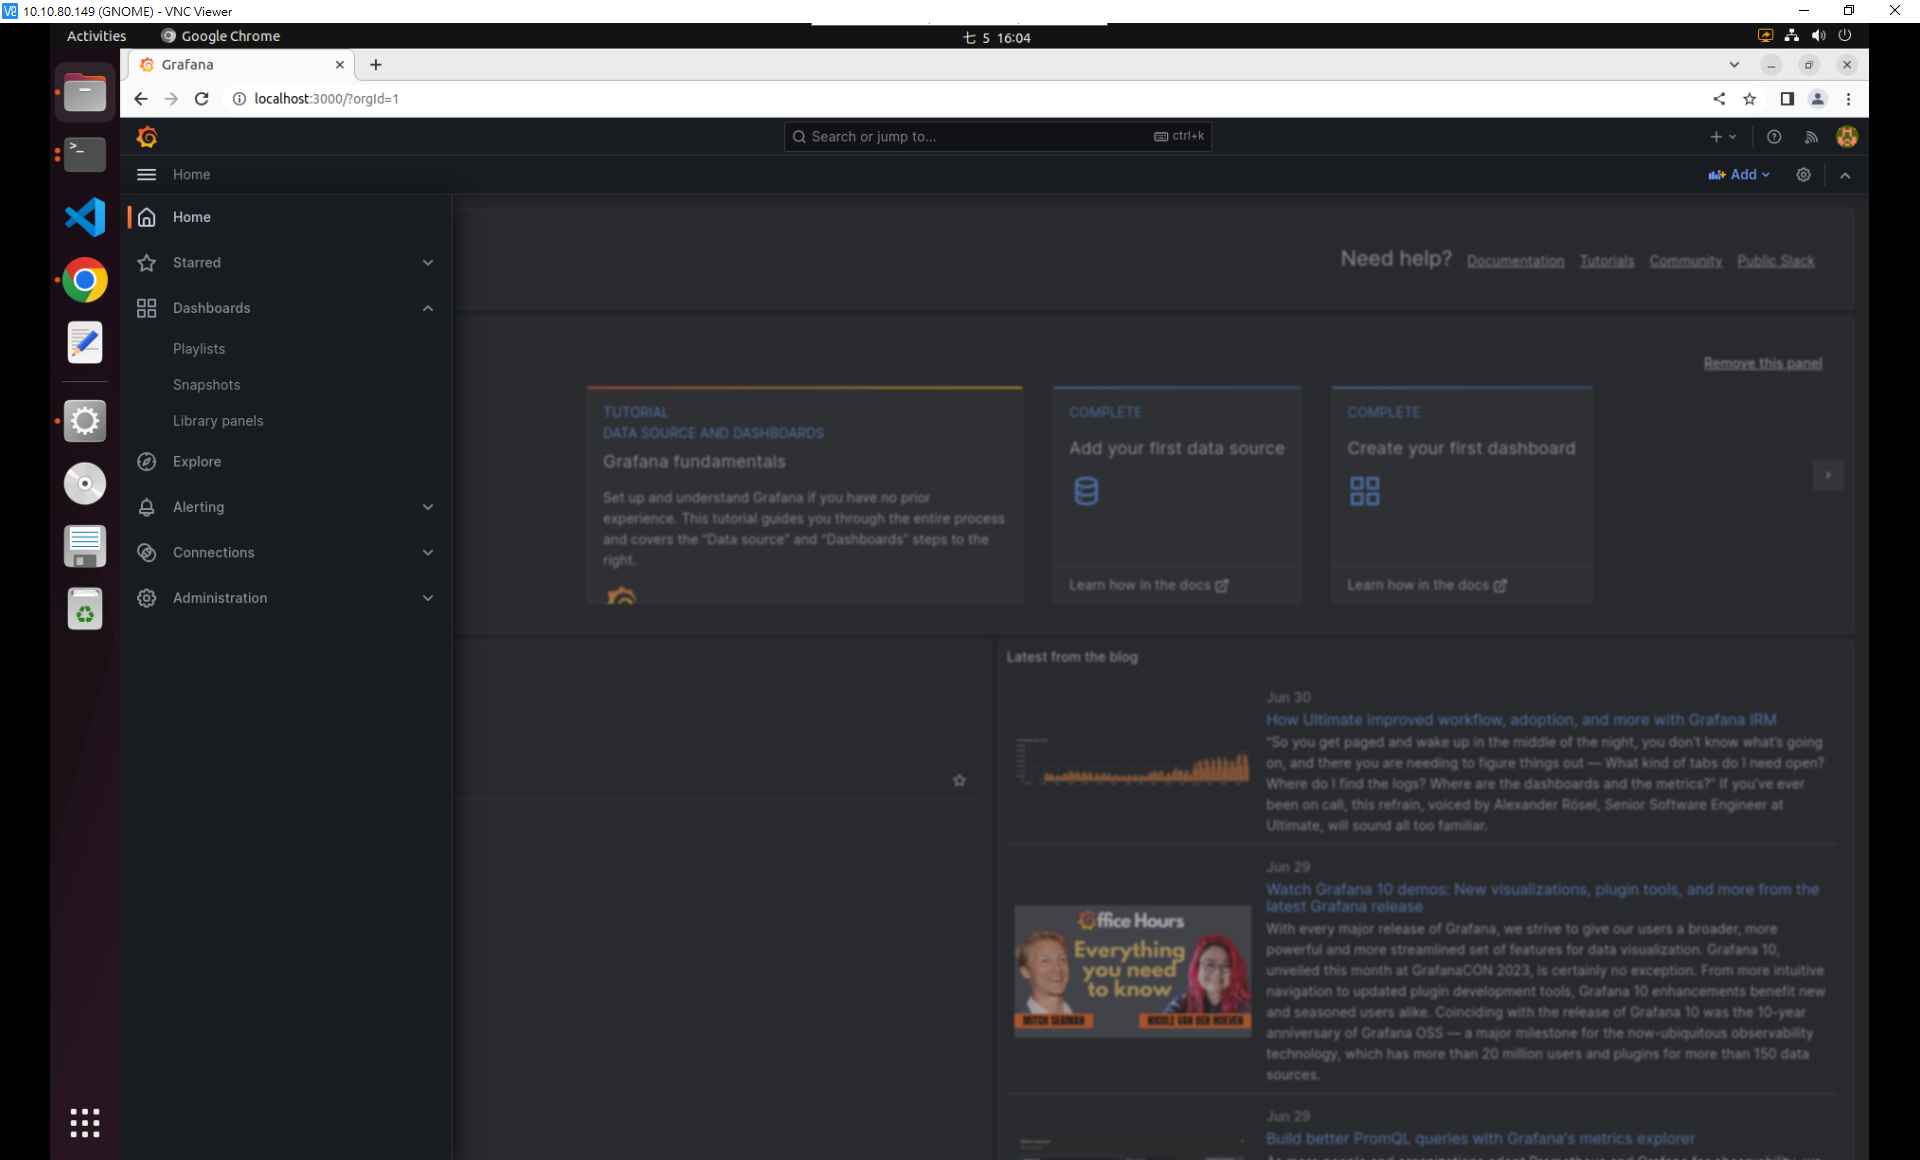 10.10.80.149 (GNOME) - VNC Viewer
Activities
Google Chrome
七 5 16:04
Grafana
localhost:3000/?orgId=1
Search or jump to...
ctrl+k
Home
Add
Home
Starred
Dashboards
Playlists
Snapshots
Library panels
Explore
Alerting
Connections
Administration
Need help?
Documentation
Tutorials
Community
Public Slack
Remove this panel
TUTORIAL
DATA SOURCE AND DASHBOARDS
Grafana fundamentals
Set up and understand Grafana if you have no prior
experience. This tutorial guides you through the entire process
and covers the “Data source” and “Dashboards” steps to the
right.
COMPLETE
Add your first data source
Learn how in the docs
COMPLETE
Create your first dashboard
Learn how in the docs
Latest from the blog
Jun 30
How Ultimate improved workflow, adoption, and more with Grafana IRM
“So you get paged and wake up in the middle of the night, you don’t know what’s going
on, and there you are needing to figure things out — What kind of tabs do I need open?
Where do I find the logs? Where are the dashboards and the metrics?” If you’ve ever
been on call, this refrain, voiced by Alexander Rösel, Senior Software Engineer at
Ultimate, will sound all too familiar.
Jun 29
Watch Grafana 10 demos: New visualizations, plugin tools, and more from the
latest Grafana release
With every major release of Grafana, we strive to give our users a broader, more
powerful and more streamlined set of features for data visualization. Grafana 10,
unveiled this month at GrafanaCON 2023, is certainly no exception. From more intuitive
navigation to updated plugin development tools, Grafana 10 enhancements benefit new
and seasoned users alike. Coinciding with the release of Grafana 10 was the 10-year
anniversary of Grafana OSS — a major milestone for the now-ubiquitous observability
technology, which has more than 20 million users and plugins for more than 150 data
sources.
Office Hours
Everything
you need
to know
MITCH SEAMAN
NICOLE VAN DER HOEVEN
Jun 29
Build better PromQL queries with Grafana's metrics explorer